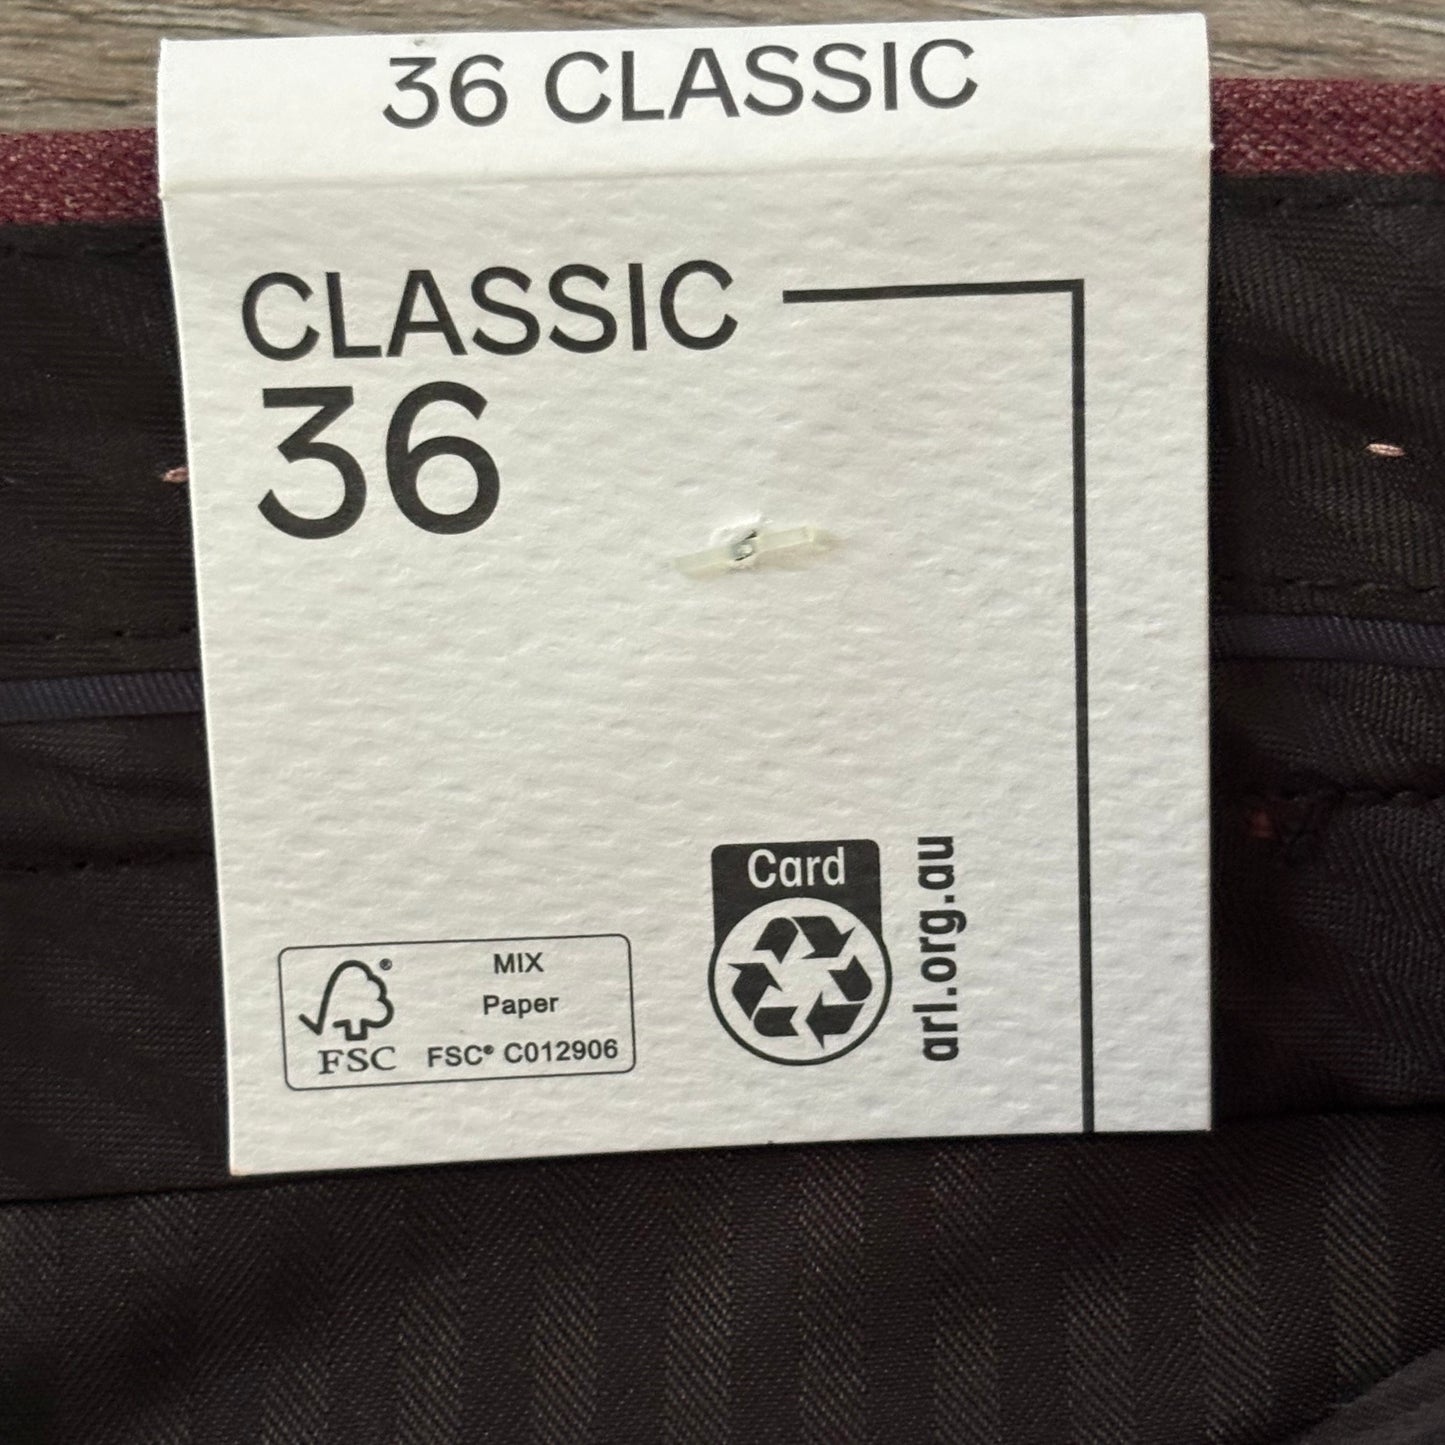 36 CLASSIC
CLASSIC
36
Card
arl.org.au
MIX
Paper
FSC® C012906
FSC
®